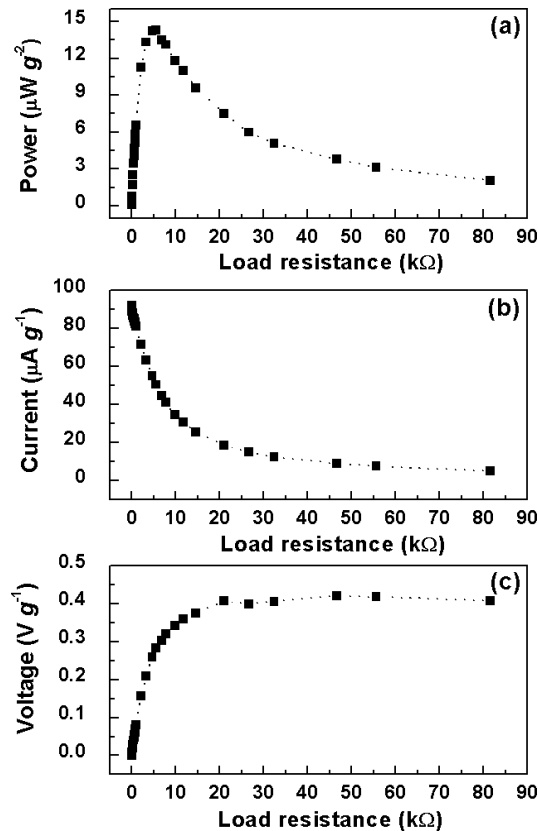 (a)
Power (μW g⁻²)
15
12
9
6
3
0
0 10 20 30 40 50 60 70 80 90
Load resistance (kΩ)
(b)
Current (μA g⁻¹)
100
80
60
40
20
0
0 10 20 30 40 50 60 70 80 90
Load resistance (kΩ)
(c)
Voltage (V g⁻¹)
0.5
0.4
0.3
0.2
0.1
0.0
0 10 20 30 40 50 60 70 80 90
Load resistance (kΩ)